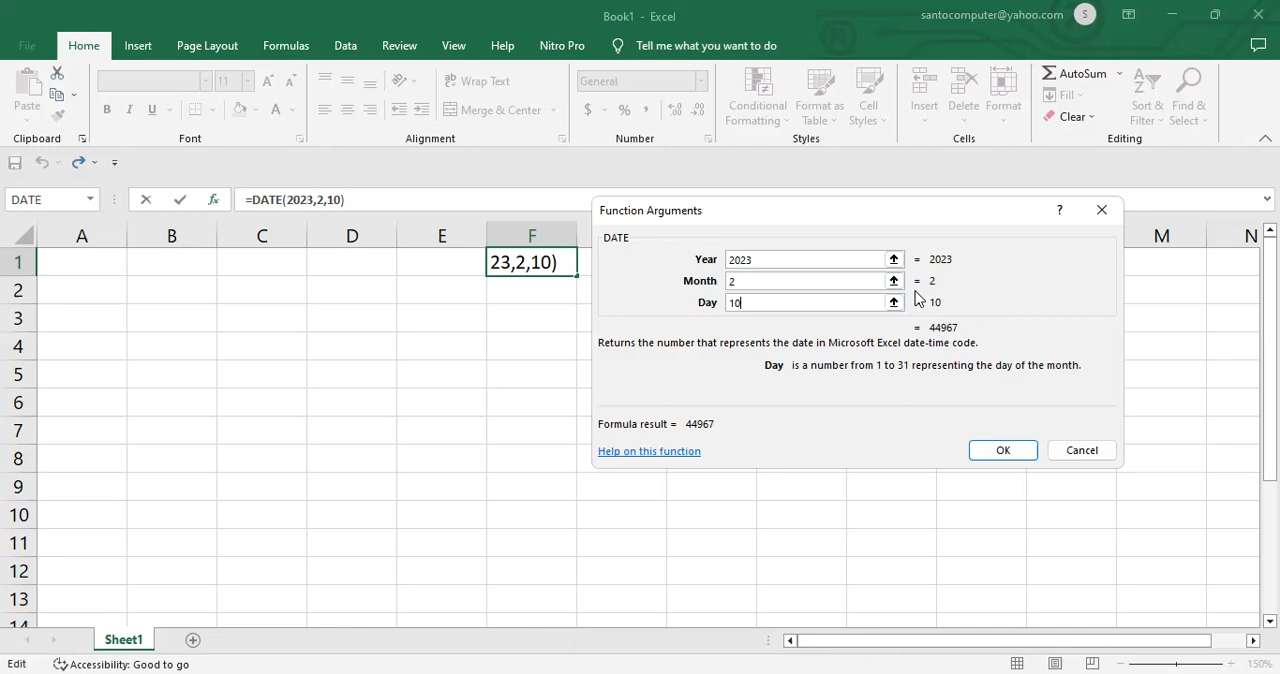 Book1 - Excel
santocomputer@yahoo.com S
File Home Insert Page Layout Formulas Data Review View Help Nitro Pro Tell me what you want to do
Paste
Clipboard
11 A A
B I U A
Font
ab Wrap Text
Merge & Center
Alignment
General
$ % , .00 .0
Number
Conditional Formatting
Format as Table
Cell Styles
Styles
Insert Delete Format
Cells
AutoSum
Fill
Clear
Sort & Filter
Find & Select
Editing
DATE fx =DATE(2023,2,10)
A B C D E F M N
1 23,2,10)
2
3
4
5
6
7
8
9
10
11
12
13
14
Function Arguments ?
DATE
Year 2023 = 2023
Month 2 = 2
Day 10 = 10
= 44967
Returns the number that represents the date in Microsoft Excel date-time code.
Day is a number from 1 to 31 representing the day of the month.
Formula result = 44967
Help on this function OK Cancel
Sheet1
Edit Accessibility: Good to go 150%